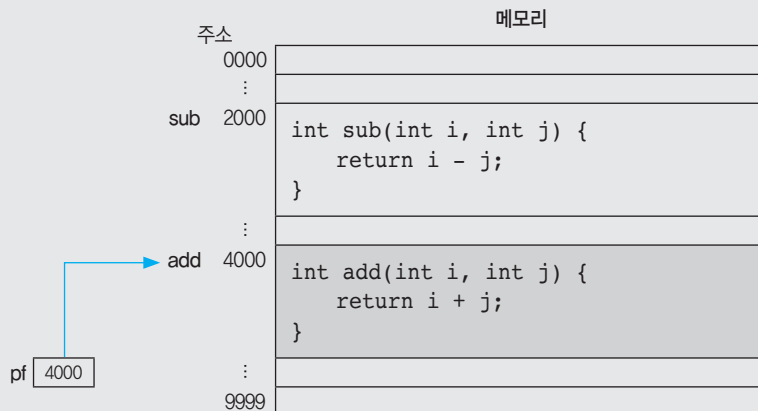 메모리
주소
0000
⋮
sub 2000
int sub(int i, int j) {
return i - j;
}
⋮
add 4000
int add(int i, int j) {
return i + j;
}
pf 4000
⋮
9999